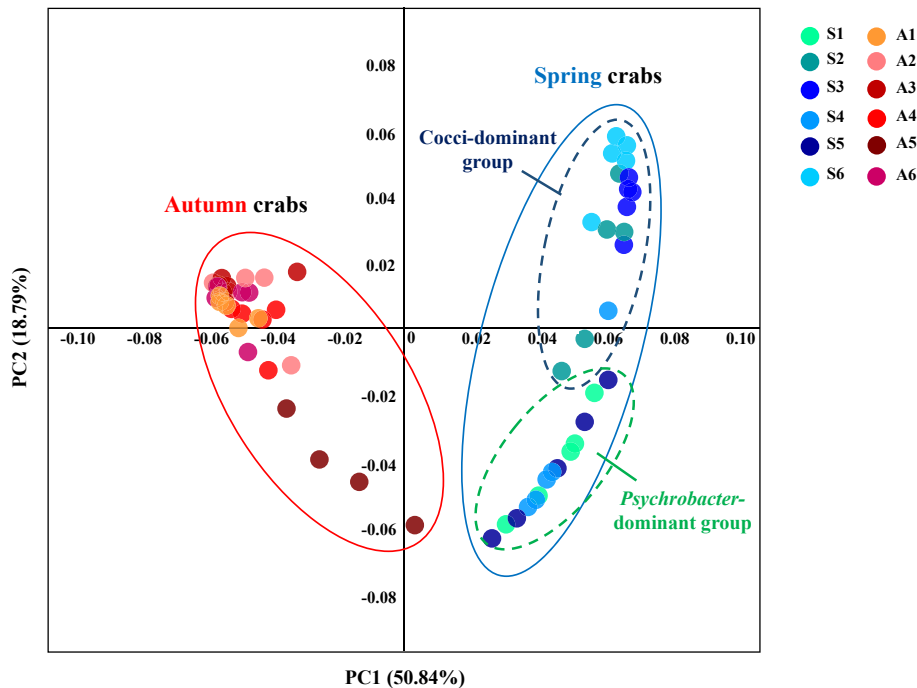 0.08
0.06
0.04
0.02
-0.10
-0.08
-0.06
-0.04
-0.02
0
0.02
0.04
0.06
0.08
0.10
-0.02
-0.04
-0.06
-0.08
PC2 (18.79%)
PC1 (50.84%)
Autumn crabs
Spring crabs
Cocci-dominant
group
Psychrobacter-
dominant group
S1 A1
S2 A2
S3 A3
S4 A4
S5 A5
S6 A6